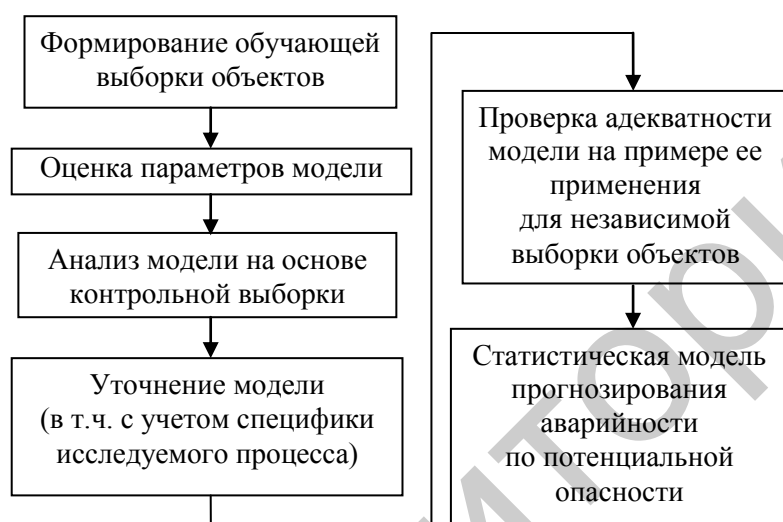 Формирование обучающей
выборки объектов
Оценка параметров модели
Анализ модели на основе
контрольной выборки
Уточнение модели
(в т.ч. с учетом специфики
исследуемого процесса)
Проверка адекватности
модели на примере ее
применения
для независимой
выборки объектов
Статистическая модель
прогнозирования
аварийности
по потенциальной
опасности